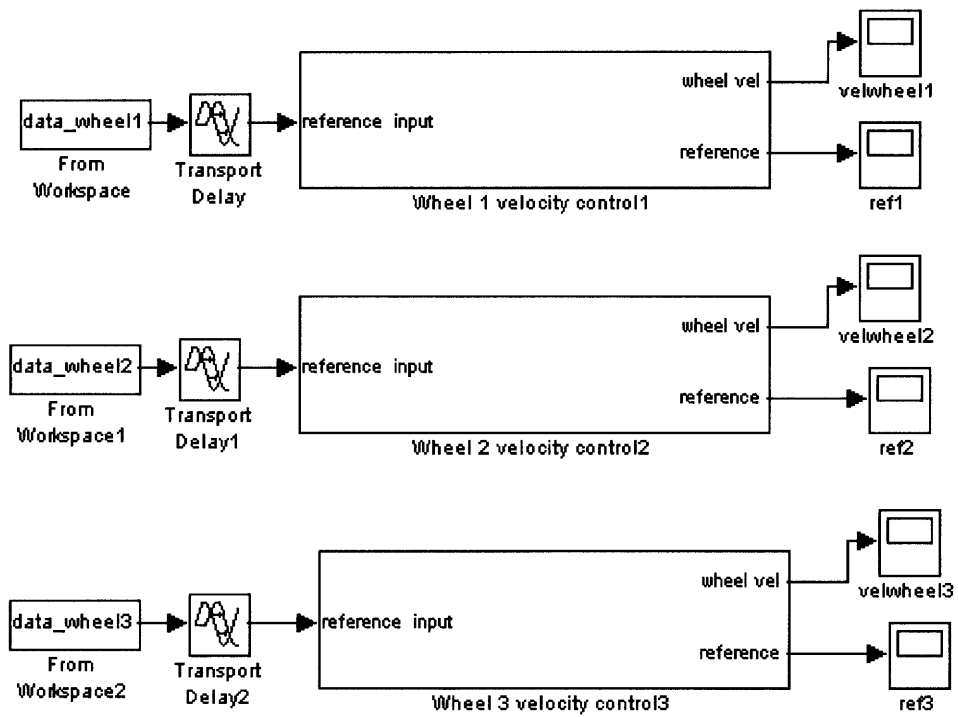 wheel vel
velwheel1
data_wheel1
reference input
From
Workspace
Transport
Delay
reference
ref1
Wheel 1 velocity control1
wheel vel
velwheel2
data_wheel2
reference input
From
Workspace1
Transport
Delay1
reference
ref2
Wheel 2 velocity control2
wheel vel
velwheel3
data_wheel3
reference input
From
Workspace2
Transport
Delay2
reference
ref3
Wheel 3 velocity control3